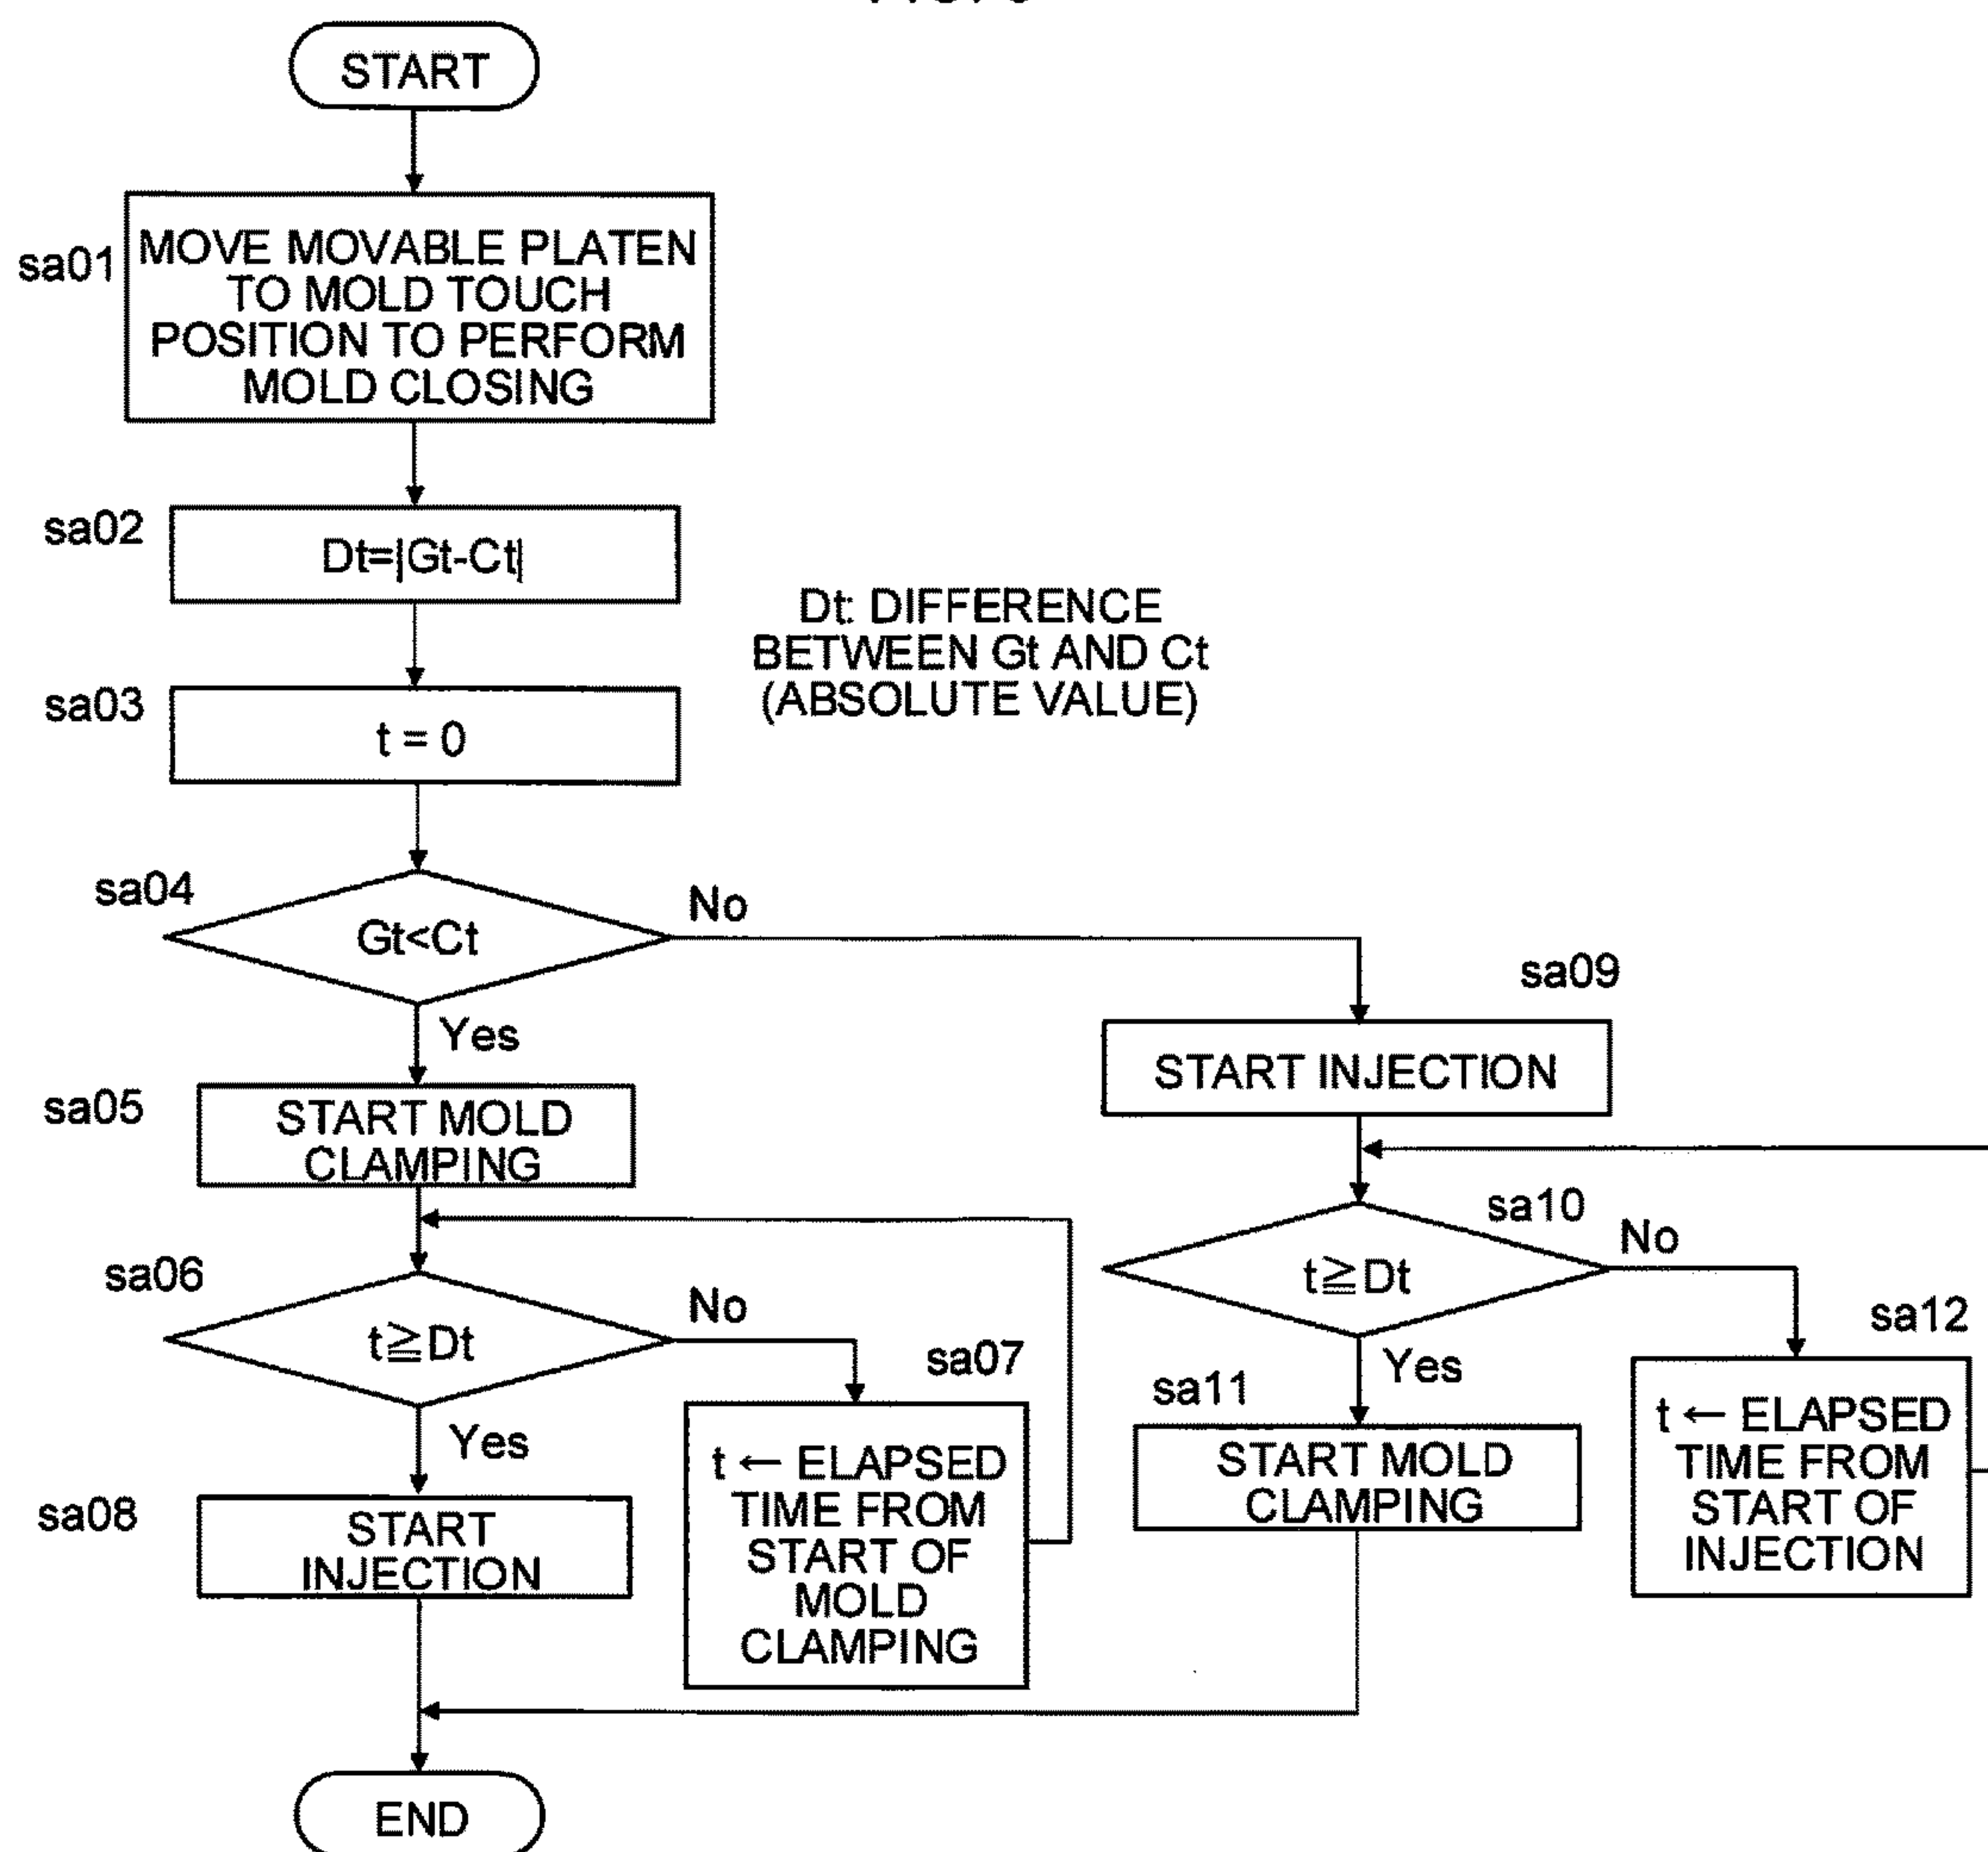 START
sa01
MOVE MOVABLE PLATEN
TO MOLD TOUCH
POSITION TO PERFORM
MOLD CLOSING
sa02
Dt=|Gt-Ct|
Dt: DIFFERENCE
BETWEEN Gt AND Ct
(ABSOLUTE VALUE)
sa03
t = 0
sa04
Gt<Ct
No
Yes
sa05
START MOLD
CLAMPING
sa06
t≧Dt
No
Yes
sa07
t ← ELAPSED
TIME FROM
START OF
MOLD
CLAMPING
sa08
START
INJECTION
sa09
START INJECTION
sa10
t≧Dt
No
Yes
sa11
START MOLD
CLAMPING
sa12
t ← ELAPSED
TIME FROM
START OF
INJECTION
END